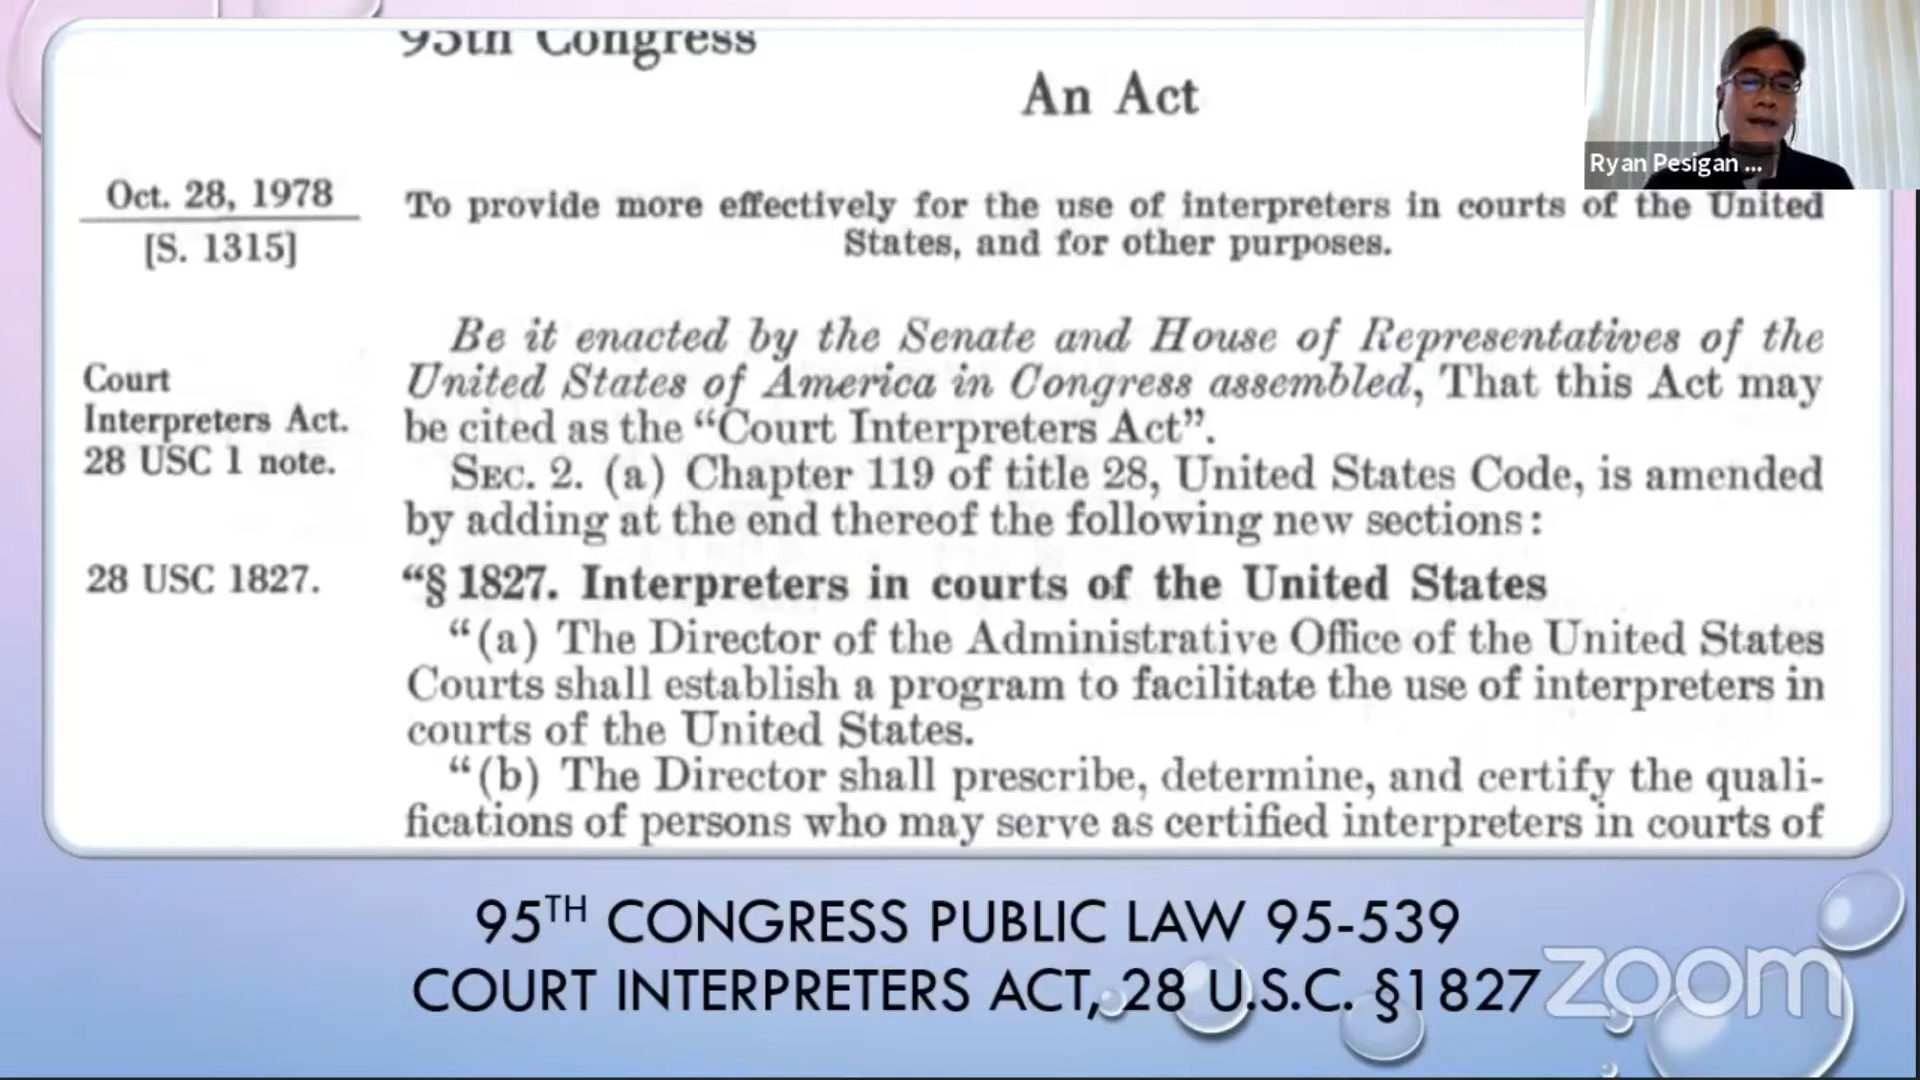 95th Congress
An Act
Ryan Pesigan ...
Oct. 28, 1978
[S. 1315]
To provide more effectively for the use of interpreters in courts of the United
States, and for other purposes.
Court
Interpreters Act.
28 USC 1 note.
Be it enacted by the Senate and House of Representatives of the
United States of America in Congress assembled, That this Act may
be cited as the “Court Interpreters Act”.
SEC. 2. (a) Chapter 119 of title 28, United States Code, is amended
by adding at the end thereof the following new sections:
28 USC 1827.
“§ 1827. Interpreters in courts of the United States
“(a) The Director of the Administrative Office of the United States
Courts shall establish a program to facilitate the use of interpreters in
courts of the United States.
“(b) The Director shall prescribe, determine, and certify the quali-
fications of persons who may serve as certified interpreters in courts of
95TH CONGRESS PUBLIC LAW 95-539
COURT INTERPRETERS ACT, 28 U.S.C. §1827
zoom